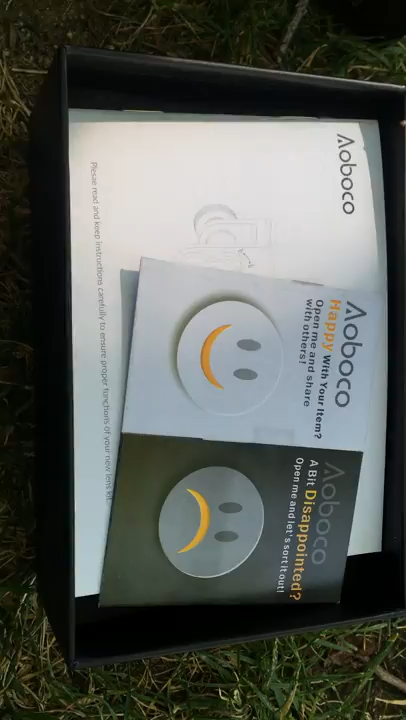 Aoboco
Plesae read and keep instructions carefully to ensure proper functions of your new lens kit
Aoboco
Happy With Your Item?
Open me and share
with others!
Aoboco
A Bit Disappointed?
Open me and let's sort it out!